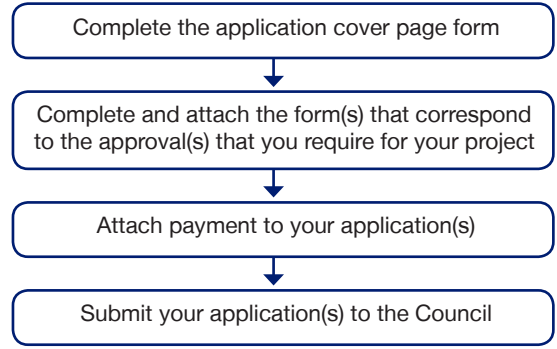 Complete the application cover page form
Complete and attach the form(s) that correspond
to the approval(s) that you require for your project
Attach payment to your application(s)
Submit your application(s) to the Council